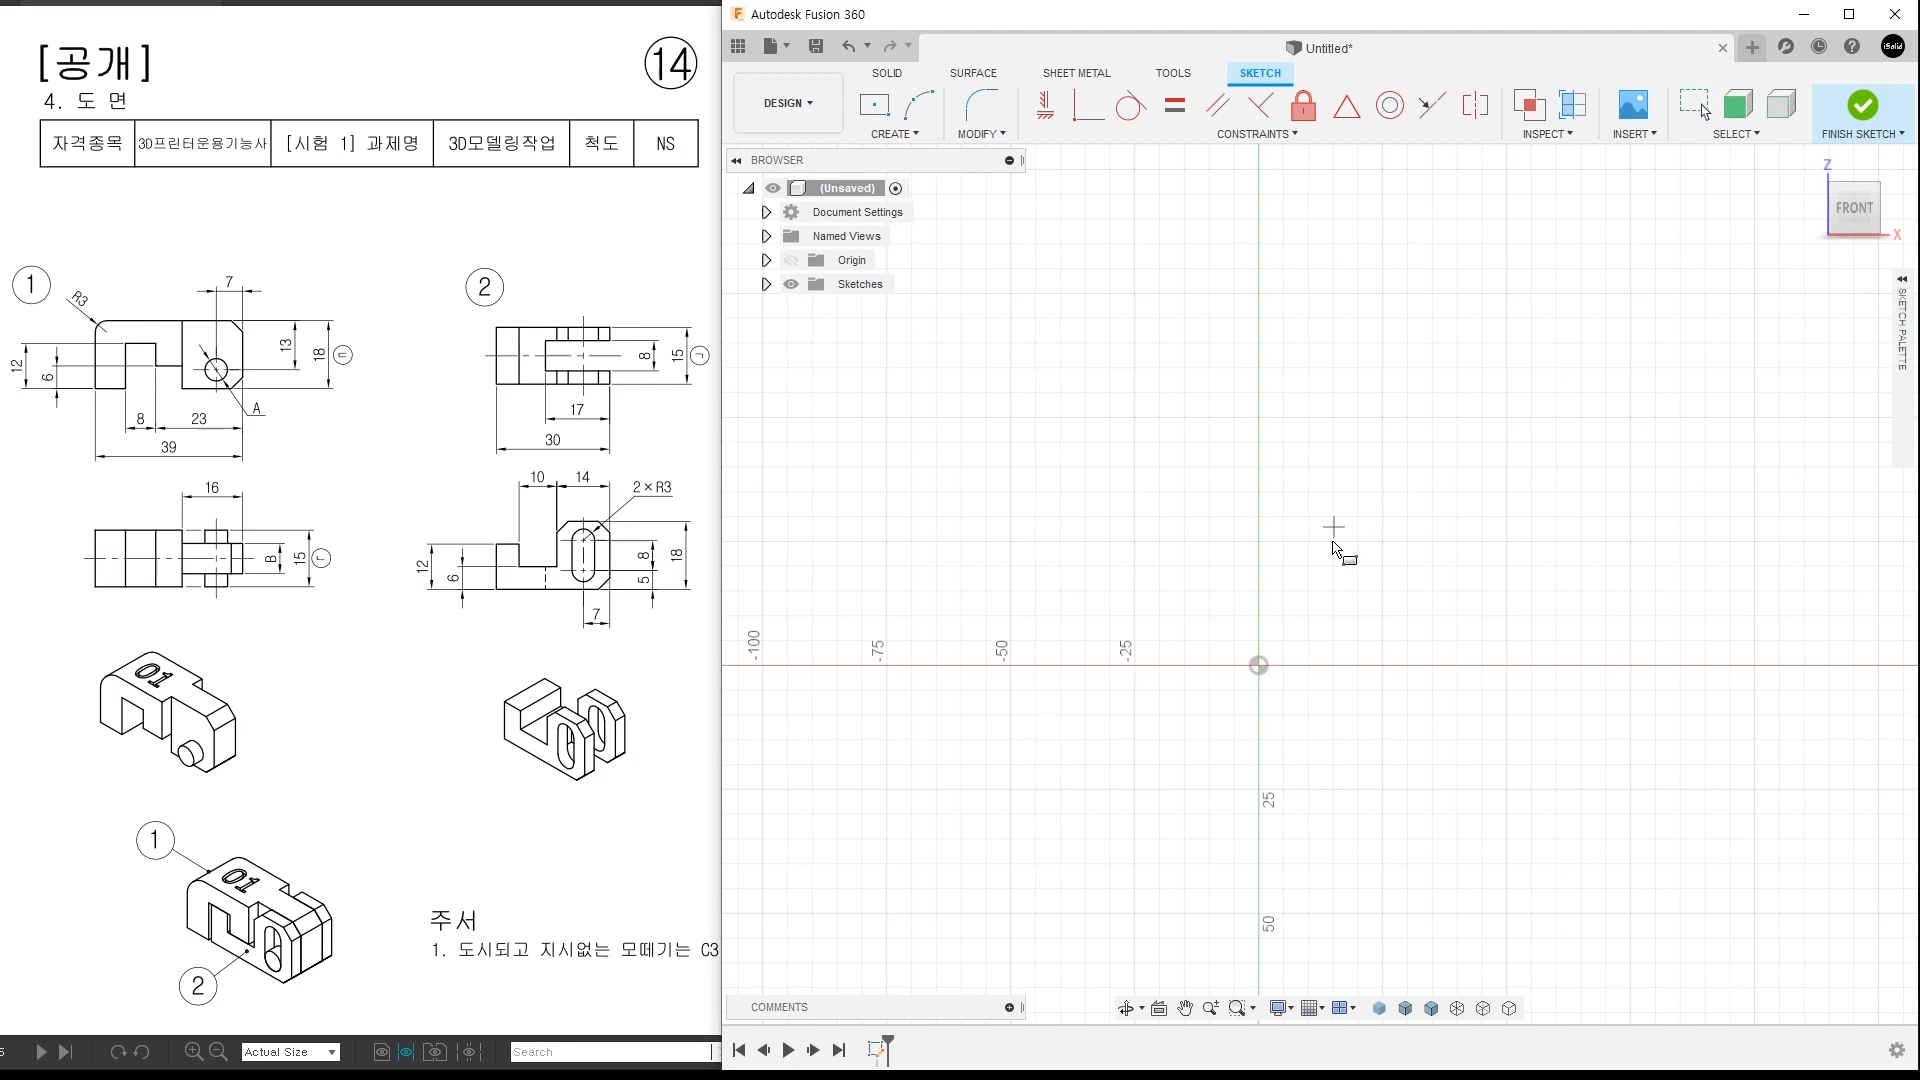 [공개]
14
4. 도 면
자격종목 3D프린터운용기능사 [시험 1] 과제명 3D모델링작업 척도 NS
1
R3
7
12
6
13
18
ㄷ
A
8
23
39
16
B
15
ㄱ
01
2
8
15
ㄱ
17
30
10
14
2×R3
12
6
8
18
5
7
1
01
2
주서
1. 도시되고 지시없는 모떼기는 C3
Actual Size
Search
Autodesk Fusion 360
Untitled*
iSolid
DESIGN
SOLID
SURFACE
SHEET METAL
TOOLS
SKETCH
CREATE
MODIFY
CONSTRAINTS
INSPECT
INSERT
SELECT
FINISH SKETCH
BROWSER
(Unsaved)
Document Settings
Named Views
Origin
Sketches
Z
FRONT
X
SKETCH PALETTE
-100
-75
-50
-25
25
50
COMMENTS